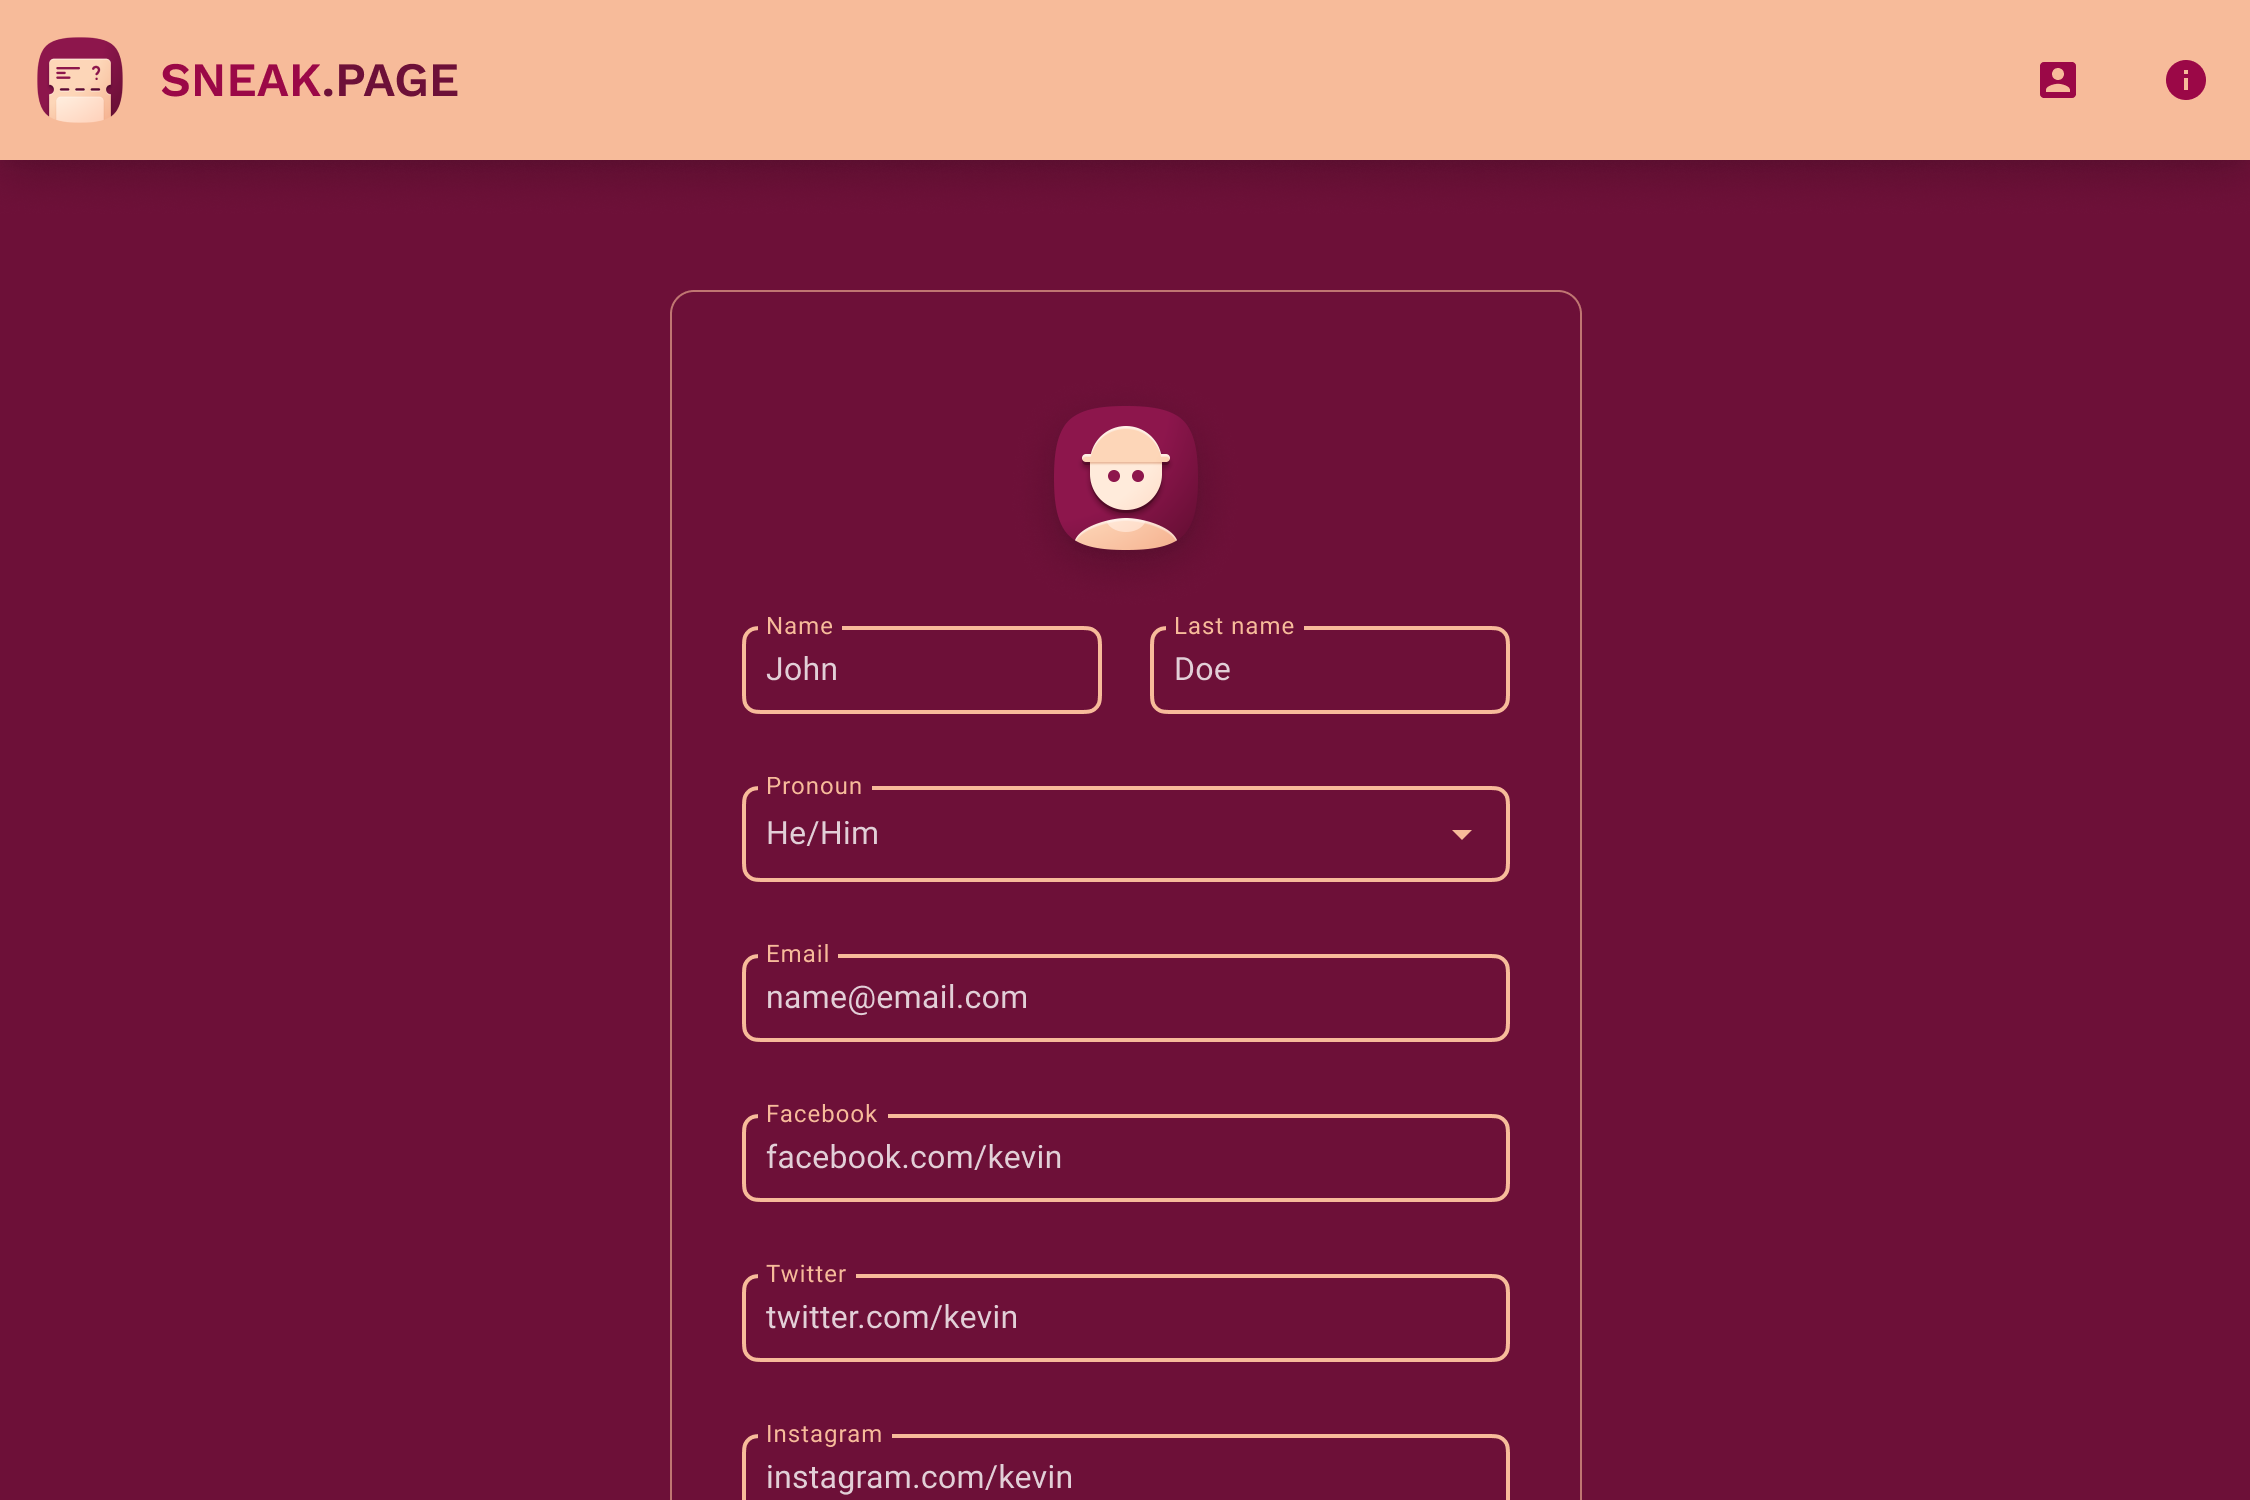 ?
SNEAK.PAGE
Name
John
Last name
Doe
Pronoun
He/Him
Email
name@email.com
Facebook
facebook.com/kevin
Twitter
twitter.com/kevin
Instagram
instagram.com/kevin